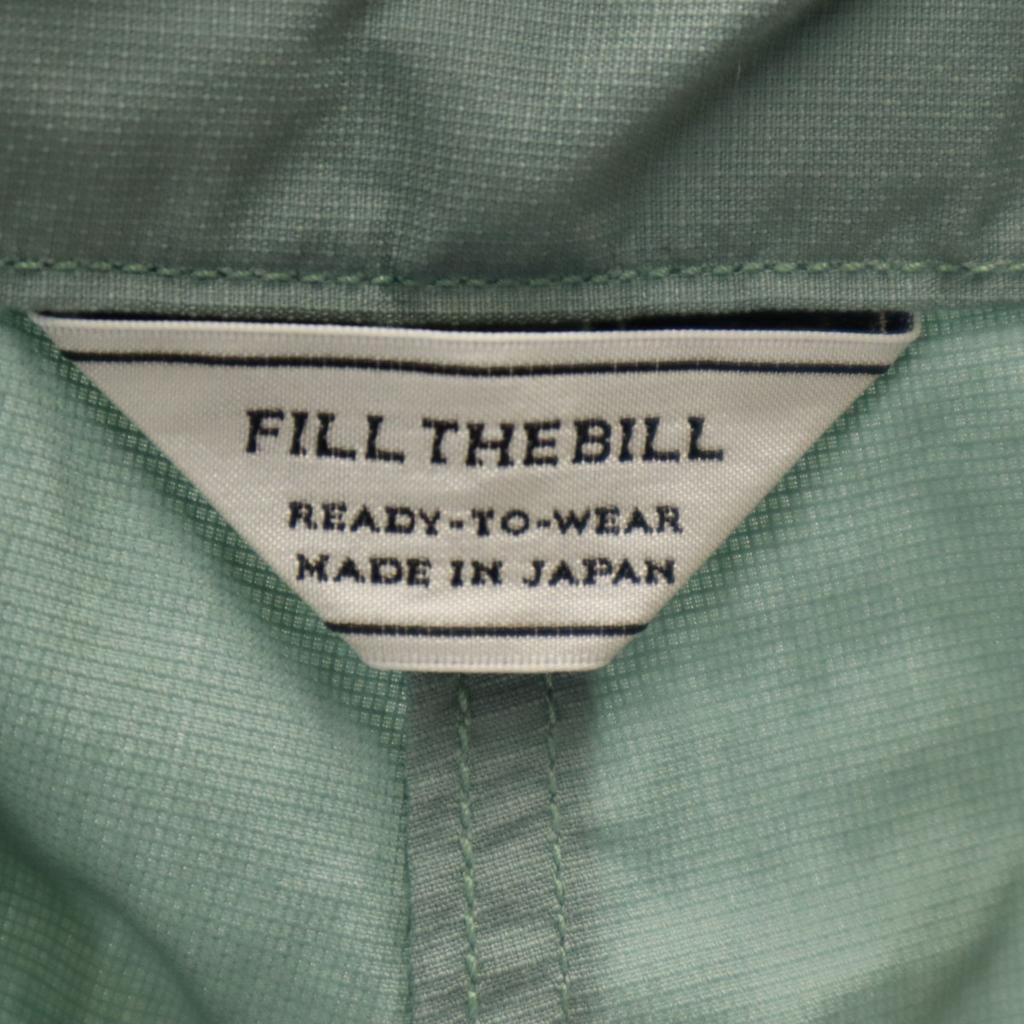 FILL THE BILL
READY-TO-WEAR
MADE IN JAPAN